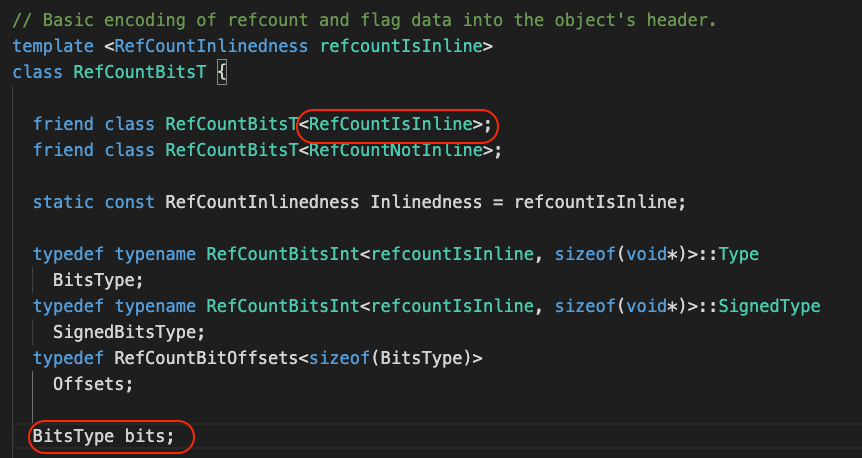 // Basic encoding of refcount and flag data into the object's header.
template <RefCountInlinedness refcountIsInline>
class RefCountBitsT {
friend class RefCountBitsT<RefCountIsInline>;
friend class RefCountBitsT<RefCountNotInline>;
static const RefCountInlinedness Inlinedness = refcountIsInline;
typedef typename RefCountBitsInt<refcountIsInline, sizeof(void*)>::Type
BitsType;
typedef typename RefCountBitsInt<refcountIsInline, sizeof(void*)>::SignedType
SignedBitsType;
typedef RefCountBitOffsets<sizeof(BitsType)>
Offsets;
BitsType bits;